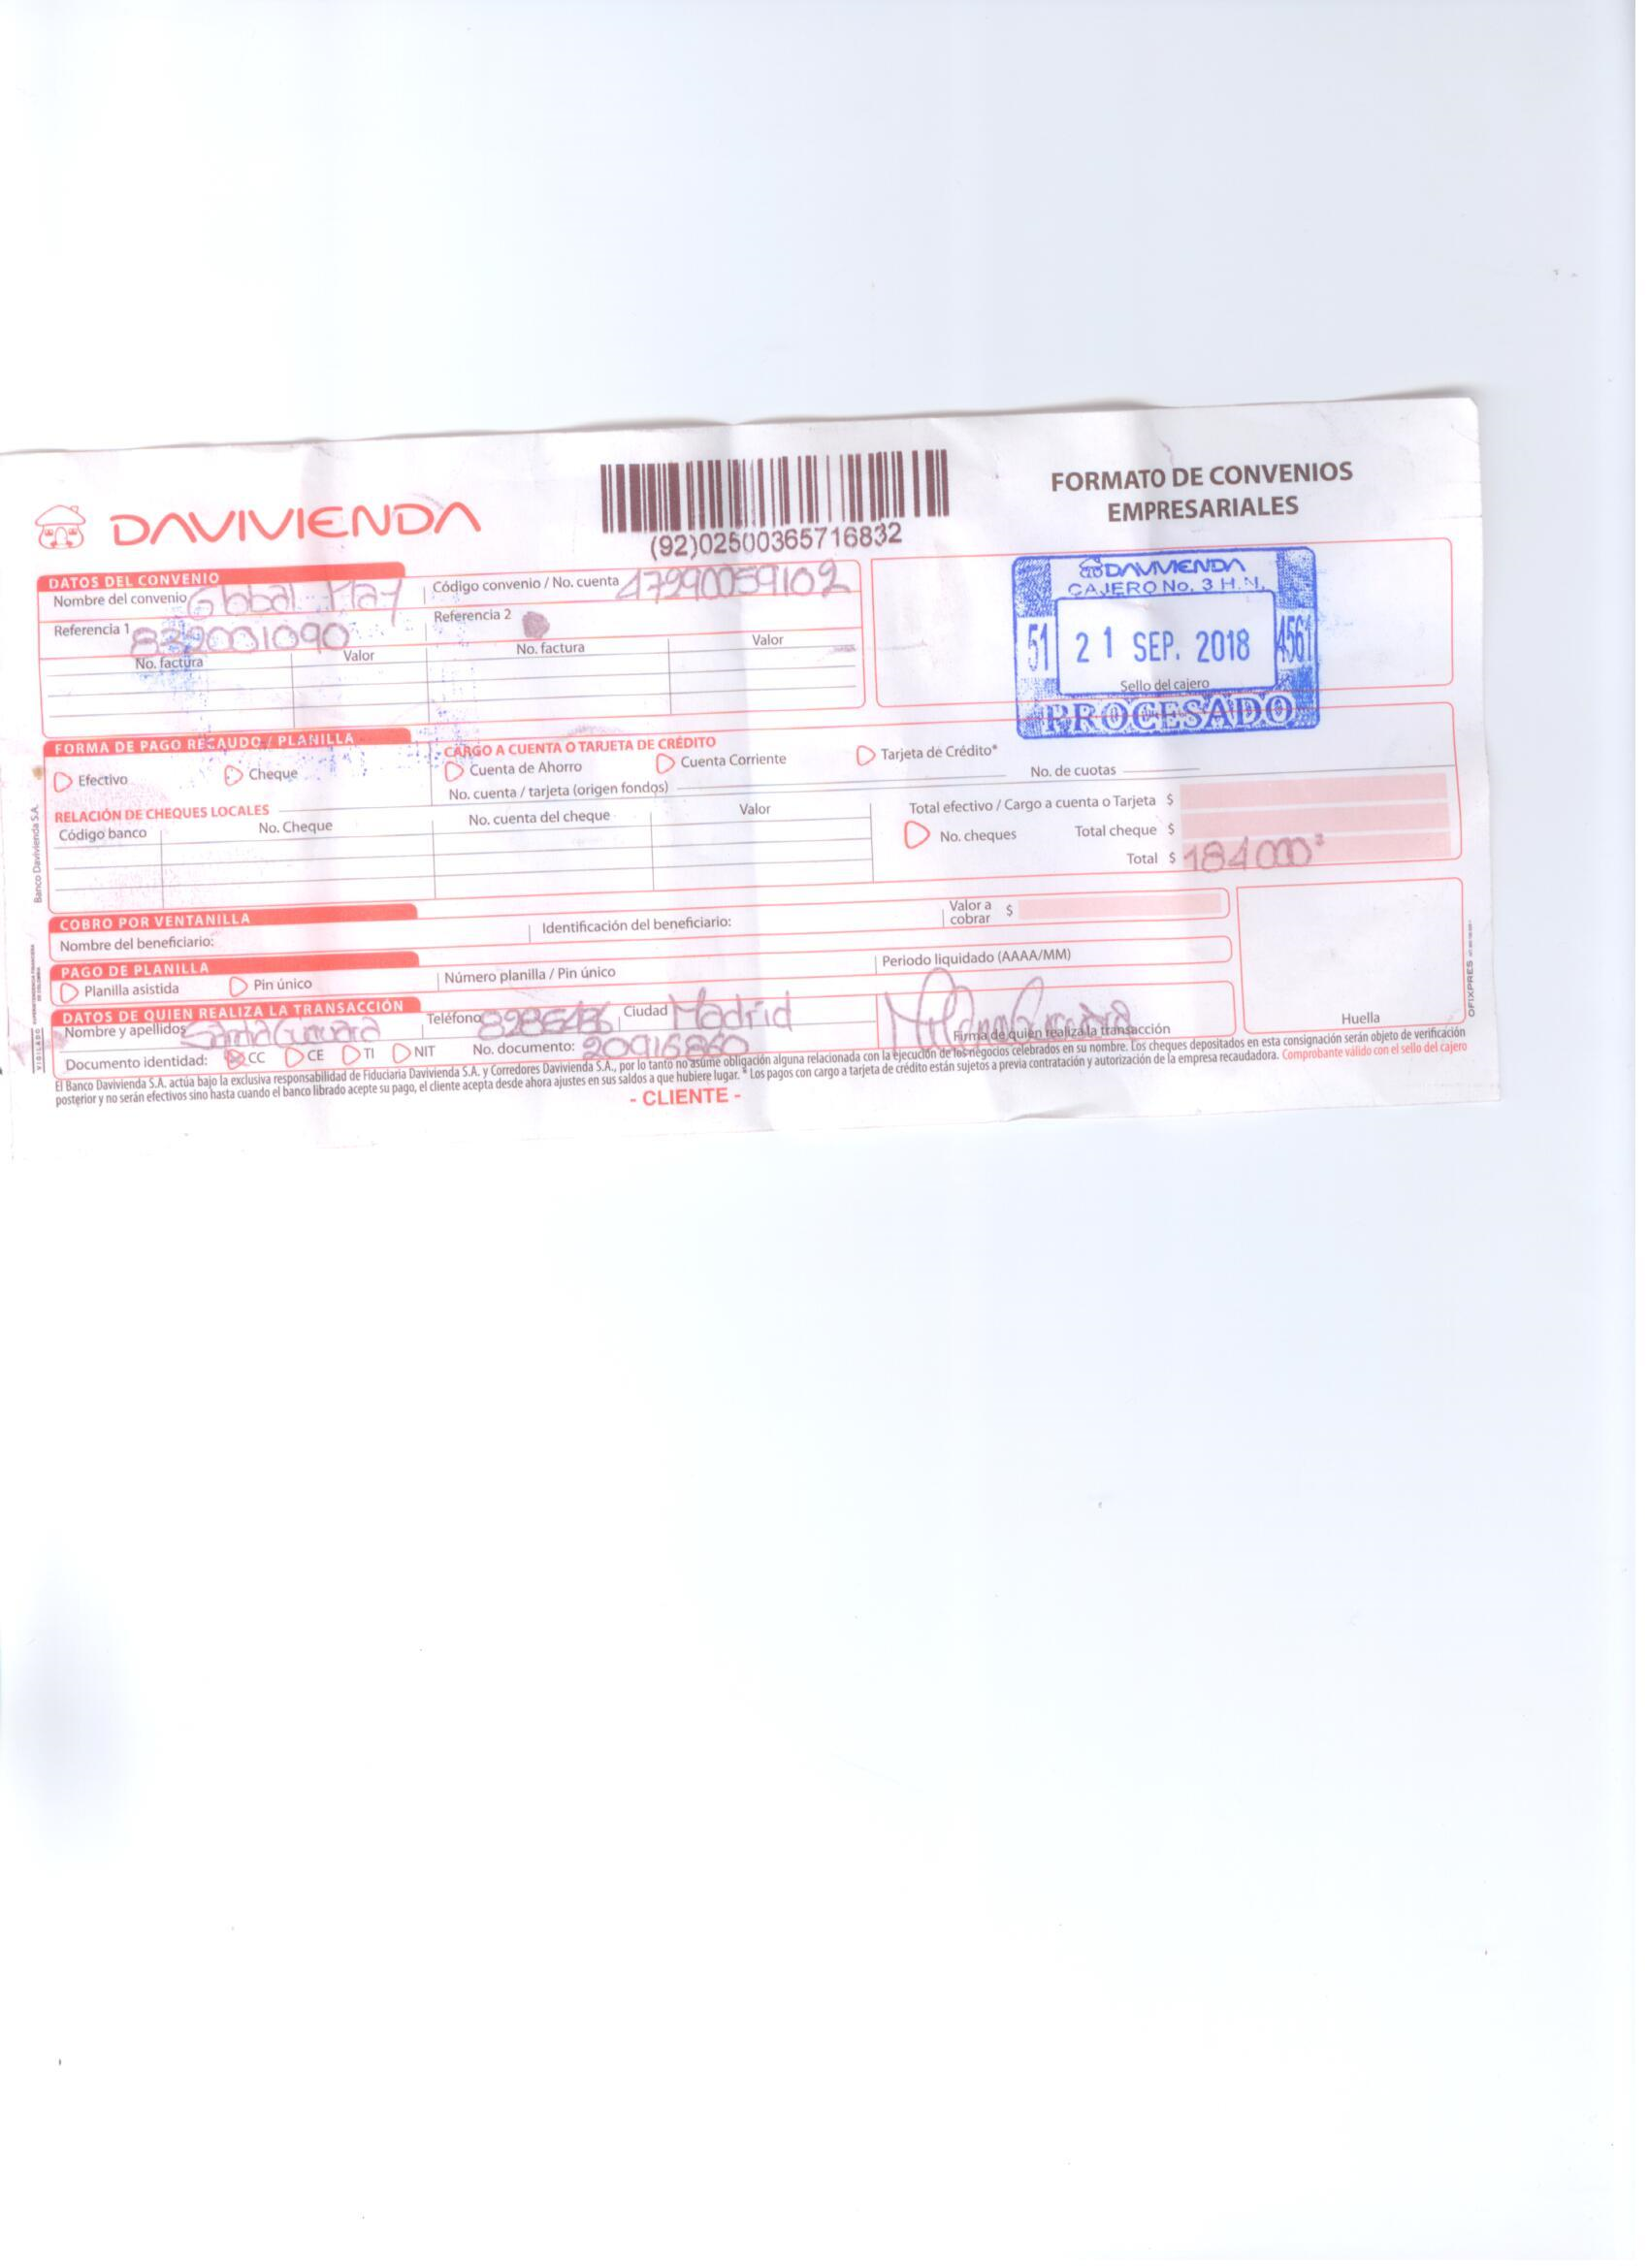 DAVIVIENDA
(92)02500365716832
FORMATO DE CONVENIOS
EMPRESARIALES
DATOS DEL CONVENIO
Nombre del convenio Global
Código convenio / No. cuenta
Referencia 1
Referencia 2
No. factura Valor No. factura Valor
DAVIVIENDA
CAJERO No. 3 H.N.
51 21 SEP. 2018 4561
Sello del cajero
PROCESADO
FORMA DE PAGO RECAUDO / PLANILLA
Efectivo Cheque
CARGO A CUENTA O TARJETA DE CRÉDITO
Cuenta de Ahorro Cuenta Corriente Tarjeta de Crédito*
No. cuenta / tarjeta (origen fondos) No. de cuotas
RELACIÓN DE CHEQUES LOCALES
Código banco No. Cheque No. cuenta del cheque Valor
Total efectivo / Cargo a cuenta o Tarjeta $
No. cheques Total cheque $
Total $ 184000
COBRO POR VENTANILLA
Nombre del beneficiario: Identificación del beneficiario: Valor a cobrar $
PAGO DE PLANILLA
Planilla asistida Pin único Número planilla / Pin único Periodo liquidado (AAAA/MM)
DATOS DE QUIEN REALIZA LA TRANSACCIÓN
Nombre y apellidos Teléfono Ciudad Madrid
Firma de quien realiza la transacción
Huella
Documento identidad: CC CE TI NIT No. documento:
El Banco Davivienda S.A. actúa bajo la exclusiva responsabilidad de Fiduciaria Davivienda S.A. y Corredores Davivienda S.A., por lo tanto no asume obligación alguna relacionada con la ejecución de los negocios celebrados en su nombre. Los cheques depositados en esta consignación serán objeto de verificación
posterior y no serán efectivos sino hasta cuando el banco librado acepte su pago, el cliente acepta desde ahora ajustes en sus saldos a que hubiere lugar. * Los pagos con cargo a tarjeta de crédito están sujetos a previa contratación y autorización de la empresa recaudadora. Comprobante válido con el sello del cajero
- CLIENTE -
Banco Davivienda S.A.
VIGILADO
OFIXPRES